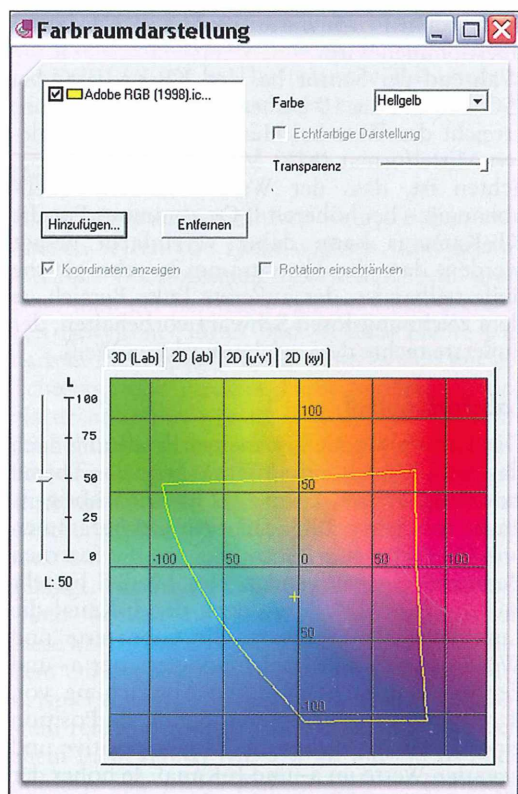 Farbraumdarstellung
Adobe RGB (1998).ic...
Farbe Hellgelb
Echtfarbige Darstellung
Transparenz
Hinzufügen... Entfernen
Koordinaten anzeigen Rotation einschränken
3D (Lab) 2D (ab) 2D (u'v') 2D (xy)
L
100
75
50
25
0
L: 50
100
50
-100 -50 0 50 100
-50
-100